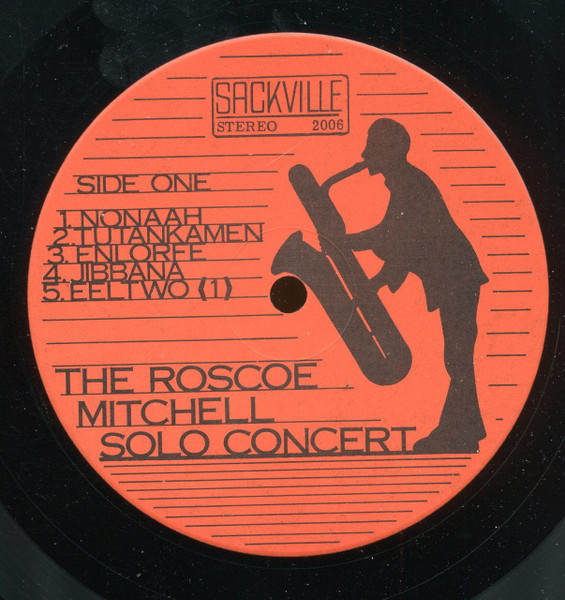 SACKVILLE
STEREO 2006
SIDE ONE
1. NONAAH
2. TUTANKAMEN
3. ENLORFE
4. JIBBANA
5. EELTWO (1)
THE ROSCOE
MITCHELL
SOLO CONCERT